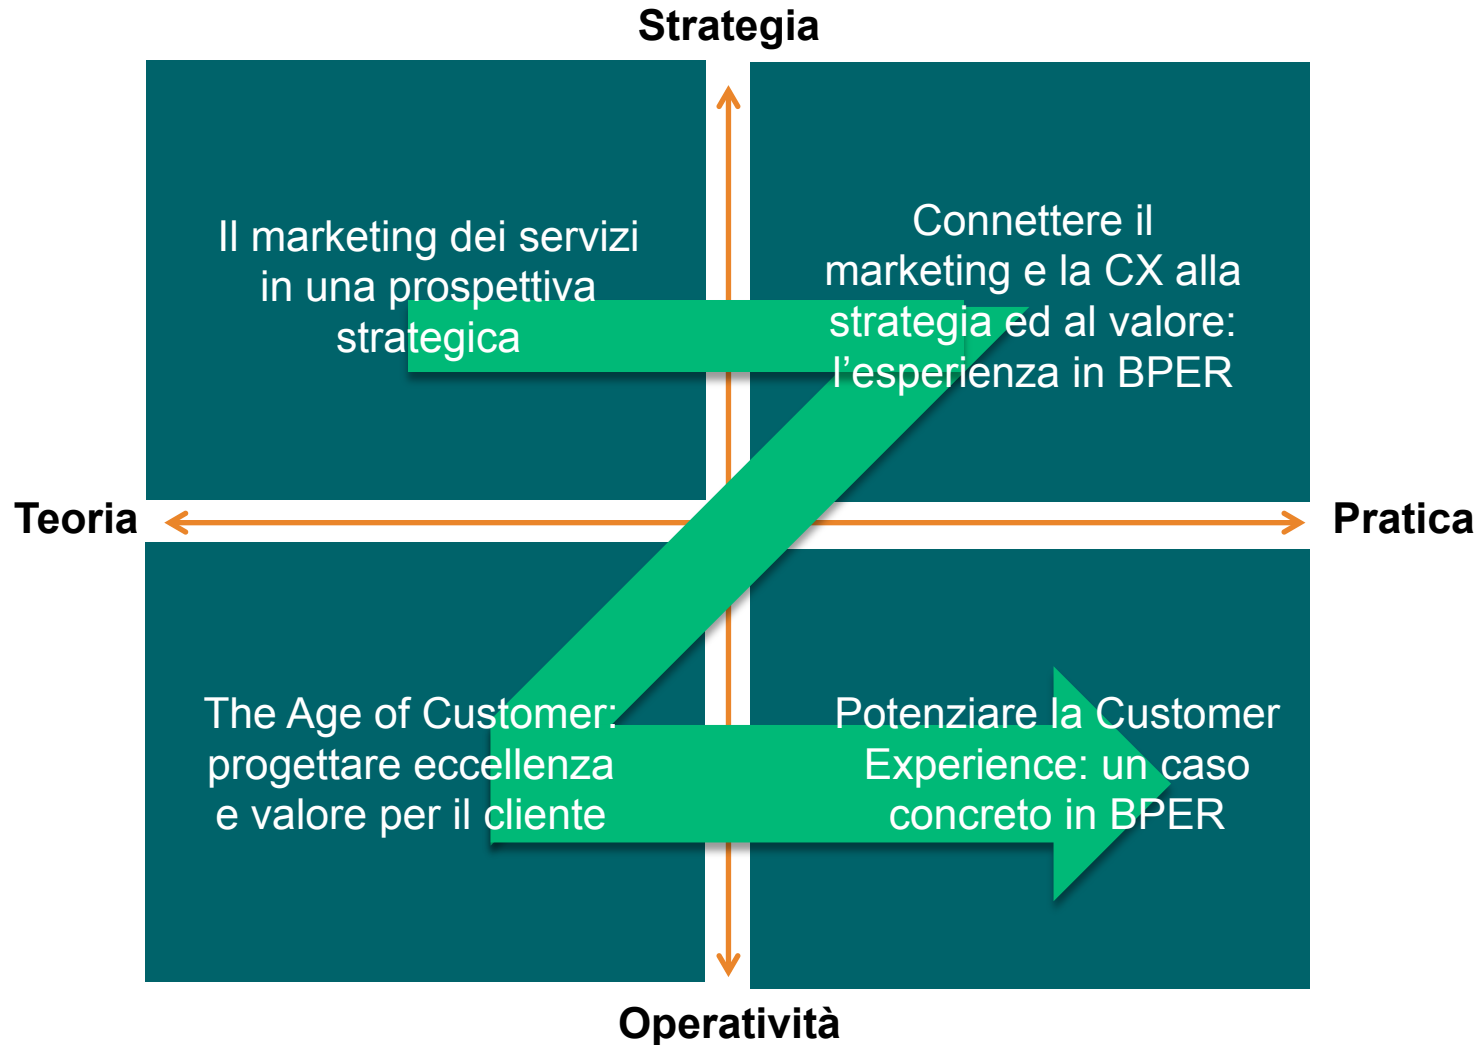 Strategia
Il marketing dei servizi
in una prospettiva
strategica
Connettere il
marketing e la CX alla
strategia ed al valore:
l’esperienza in BPER
Teoria
Pratica
The Age of Customer:
progettare eccellenza
e valore per il cliente
Potenziare la Customer
Experience: un caso
concreto in BPER
Operatività